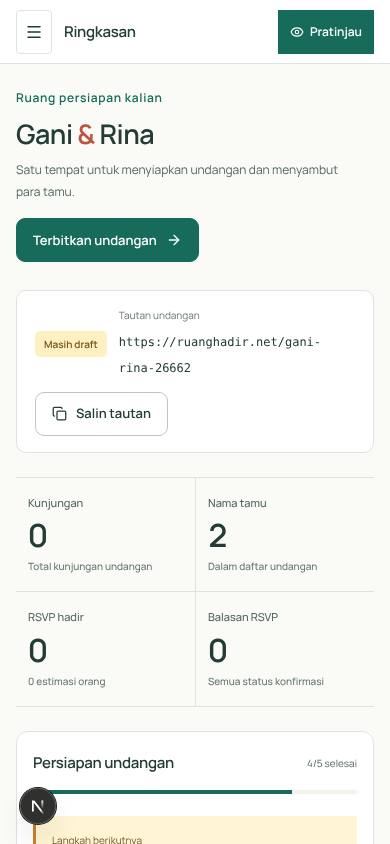 Ringkasan
Pratinjau
Ruang persiapan kalian
Gani & Rina
Satu tempat untuk menyiapkan undangan dan menyambut
para tamu.
Terbitkan undangan
Tautan undangan
Masih draft
https://ruanghadir.net/gani-
rina-26662
Salin tautan
Kunjungan
0
Total kunjungan undangan
Nama tamu
2
Dalam daftar undangan
RSVP hadir
0
0 estimasi orang
Balasan RSVP
0
Semua status konfirmasi
Persiapan undangan
4/5 selesai
N
Langkah berikutnya